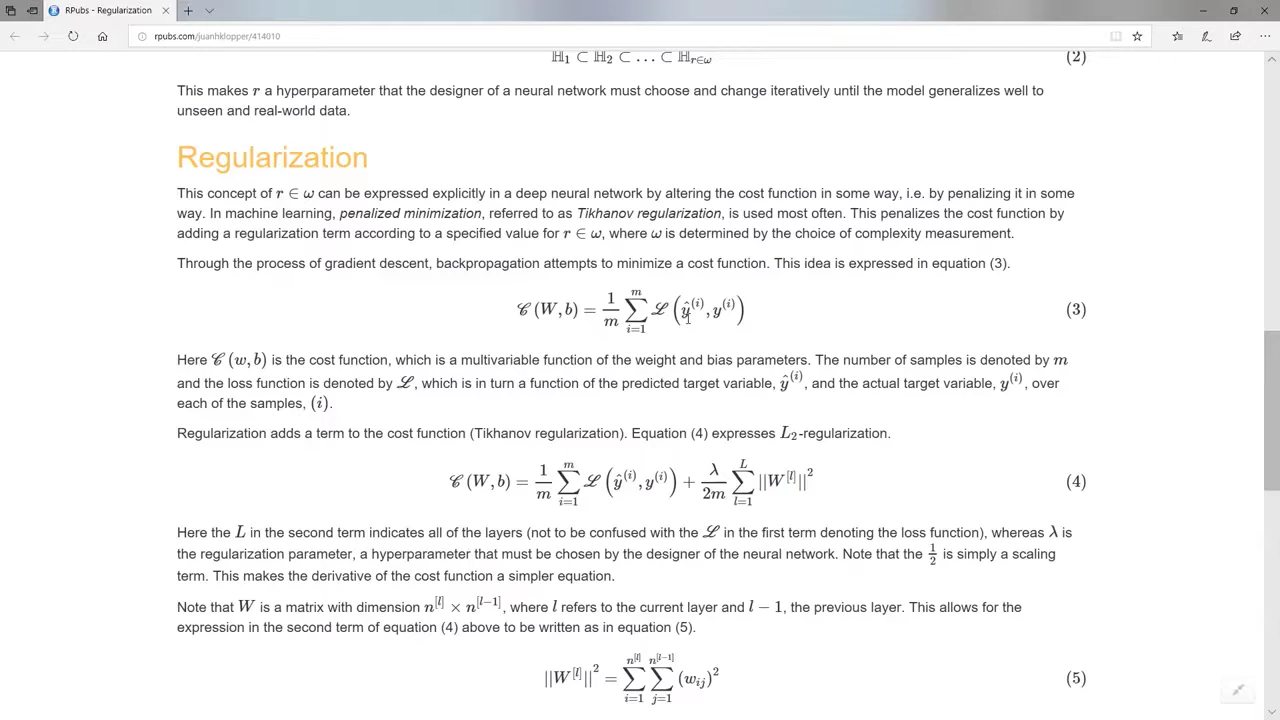 RPubs - Regularization
rpubs.com/juanhklopper/414010
ℍ₁ ⊂ ℍ₂ ⊂ … ⊂ ℍ_{r∈ω} (2)
This makes r a hyperparameter that the designer of a neural network must choose and change iteratively until the model generalizes well to
unseen and real-world data.
Regularization
This concept of r ∈ ω can be expressed explicitly in a deep neural network by altering the cost function in some way, i.e. by penalizing it in some
way. In machine learning, penalized minimization, referred to as Tikhanov regularization, is used most often. This penalizes the cost function by
adding a regularization term according to a specified value for r ∈ ω, where ω is determined by the choice of complexity measurement.
Through the process of gradient descent, backpropagation attempts to minimize a cost function. This idea is expressed in equation (3).
𝒞 (W, b) = 1/m ∑_{i=1}^{m} ℒ (ŷ^{(i)}, y^{(i)}) (3)
Here 𝒞 (w, b) is the cost function, which is a multivariable function of the weight and bias parameters. The number of samples is denoted by m
and the loss function is denoted by ℒ, which is in turn a function of the predicted target variable, ŷ^{(i)}, and the actual target variable, y^{(i)}, over
each of the samples, (i).
Regularization adds a term to the cost function (Tikhanov regularization). Equation (4) expresses L₂-regularization.
𝒞 (W, b) = 1/m ∑_{i=1}^{m} ℒ (ŷ^{(i)}, y^{(i)}) + λ/2m ∑_{l=1}^{L} ||W^{[l]}||² (4)
Here the L in the second term indicates all of the layers (not to be confused with the ℒ in the first term denoting the loss function), whereas λ is
the regularization parameter, a hyperparameter that must be chosen by the designer of the neural network. Note that the 1/2 is simply a scaling
term. This makes the derivative of the cost function a simpler equation.
Note that W is a matrix with dimension n^{[l]} × n^{[l−1]}, where l refers to the current layer and l − 1, the previous layer. This allows for the
expression in the second term of equation (4) above to be written as in equation (5).
||W^{[l]}||² = ∑_{i=1}^{n^{[l]}} ∑_{j=1}^{n^{[l−1]}} (w_{ij})² (5)